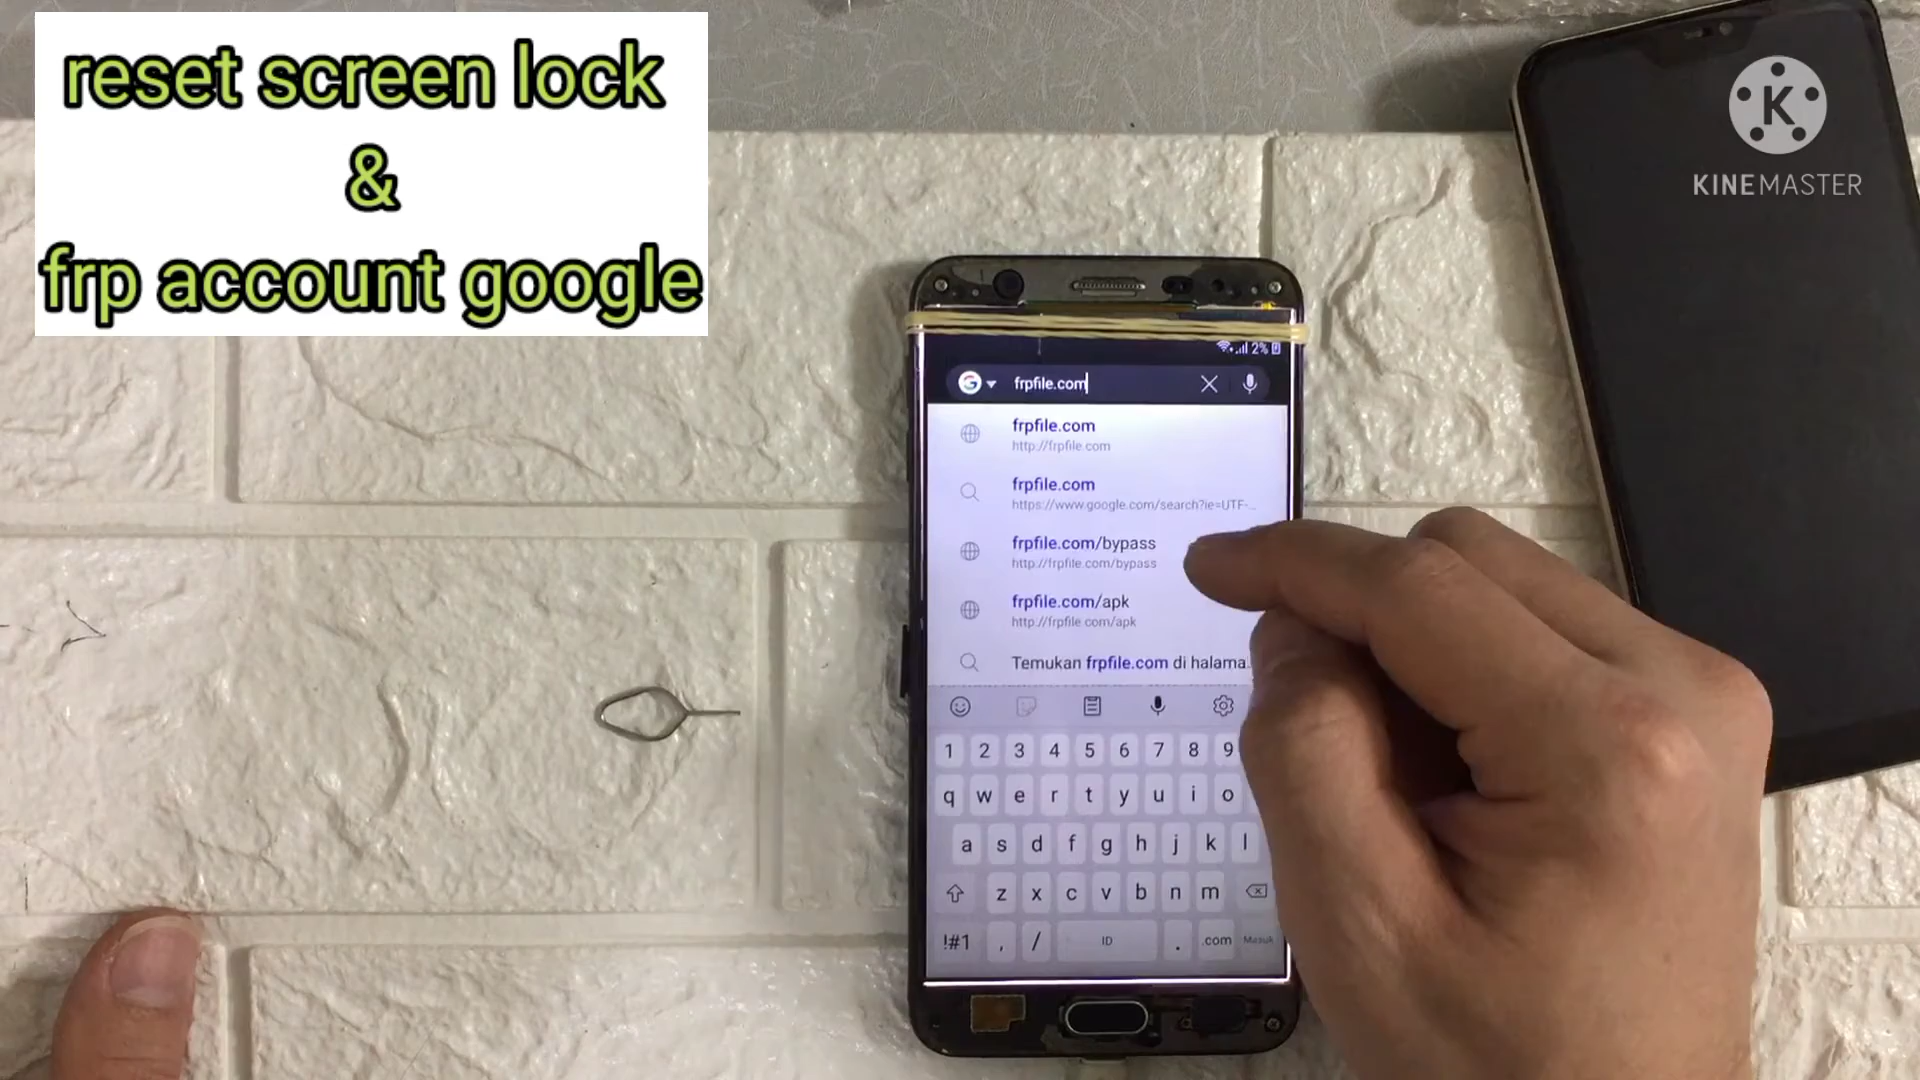 reset screen lock
&
frp account google
KINEMASTER
2%
frpfile.com
frpfile.com
http://frpfile.com
frpfile.com
https://www.google.com/search?ie=UTF-...
frpfile.com/bypass
http://frpfile.com/bypass
frpfile.com/apk
http://frpfile.com/apk
Temukan frpfile.com di halama...
1 2 3 4 5 6 7 8 9
q w e r t y u i o
a s d f g h j k l
z x c v b n m
!#1 , / ID . .com Masuk